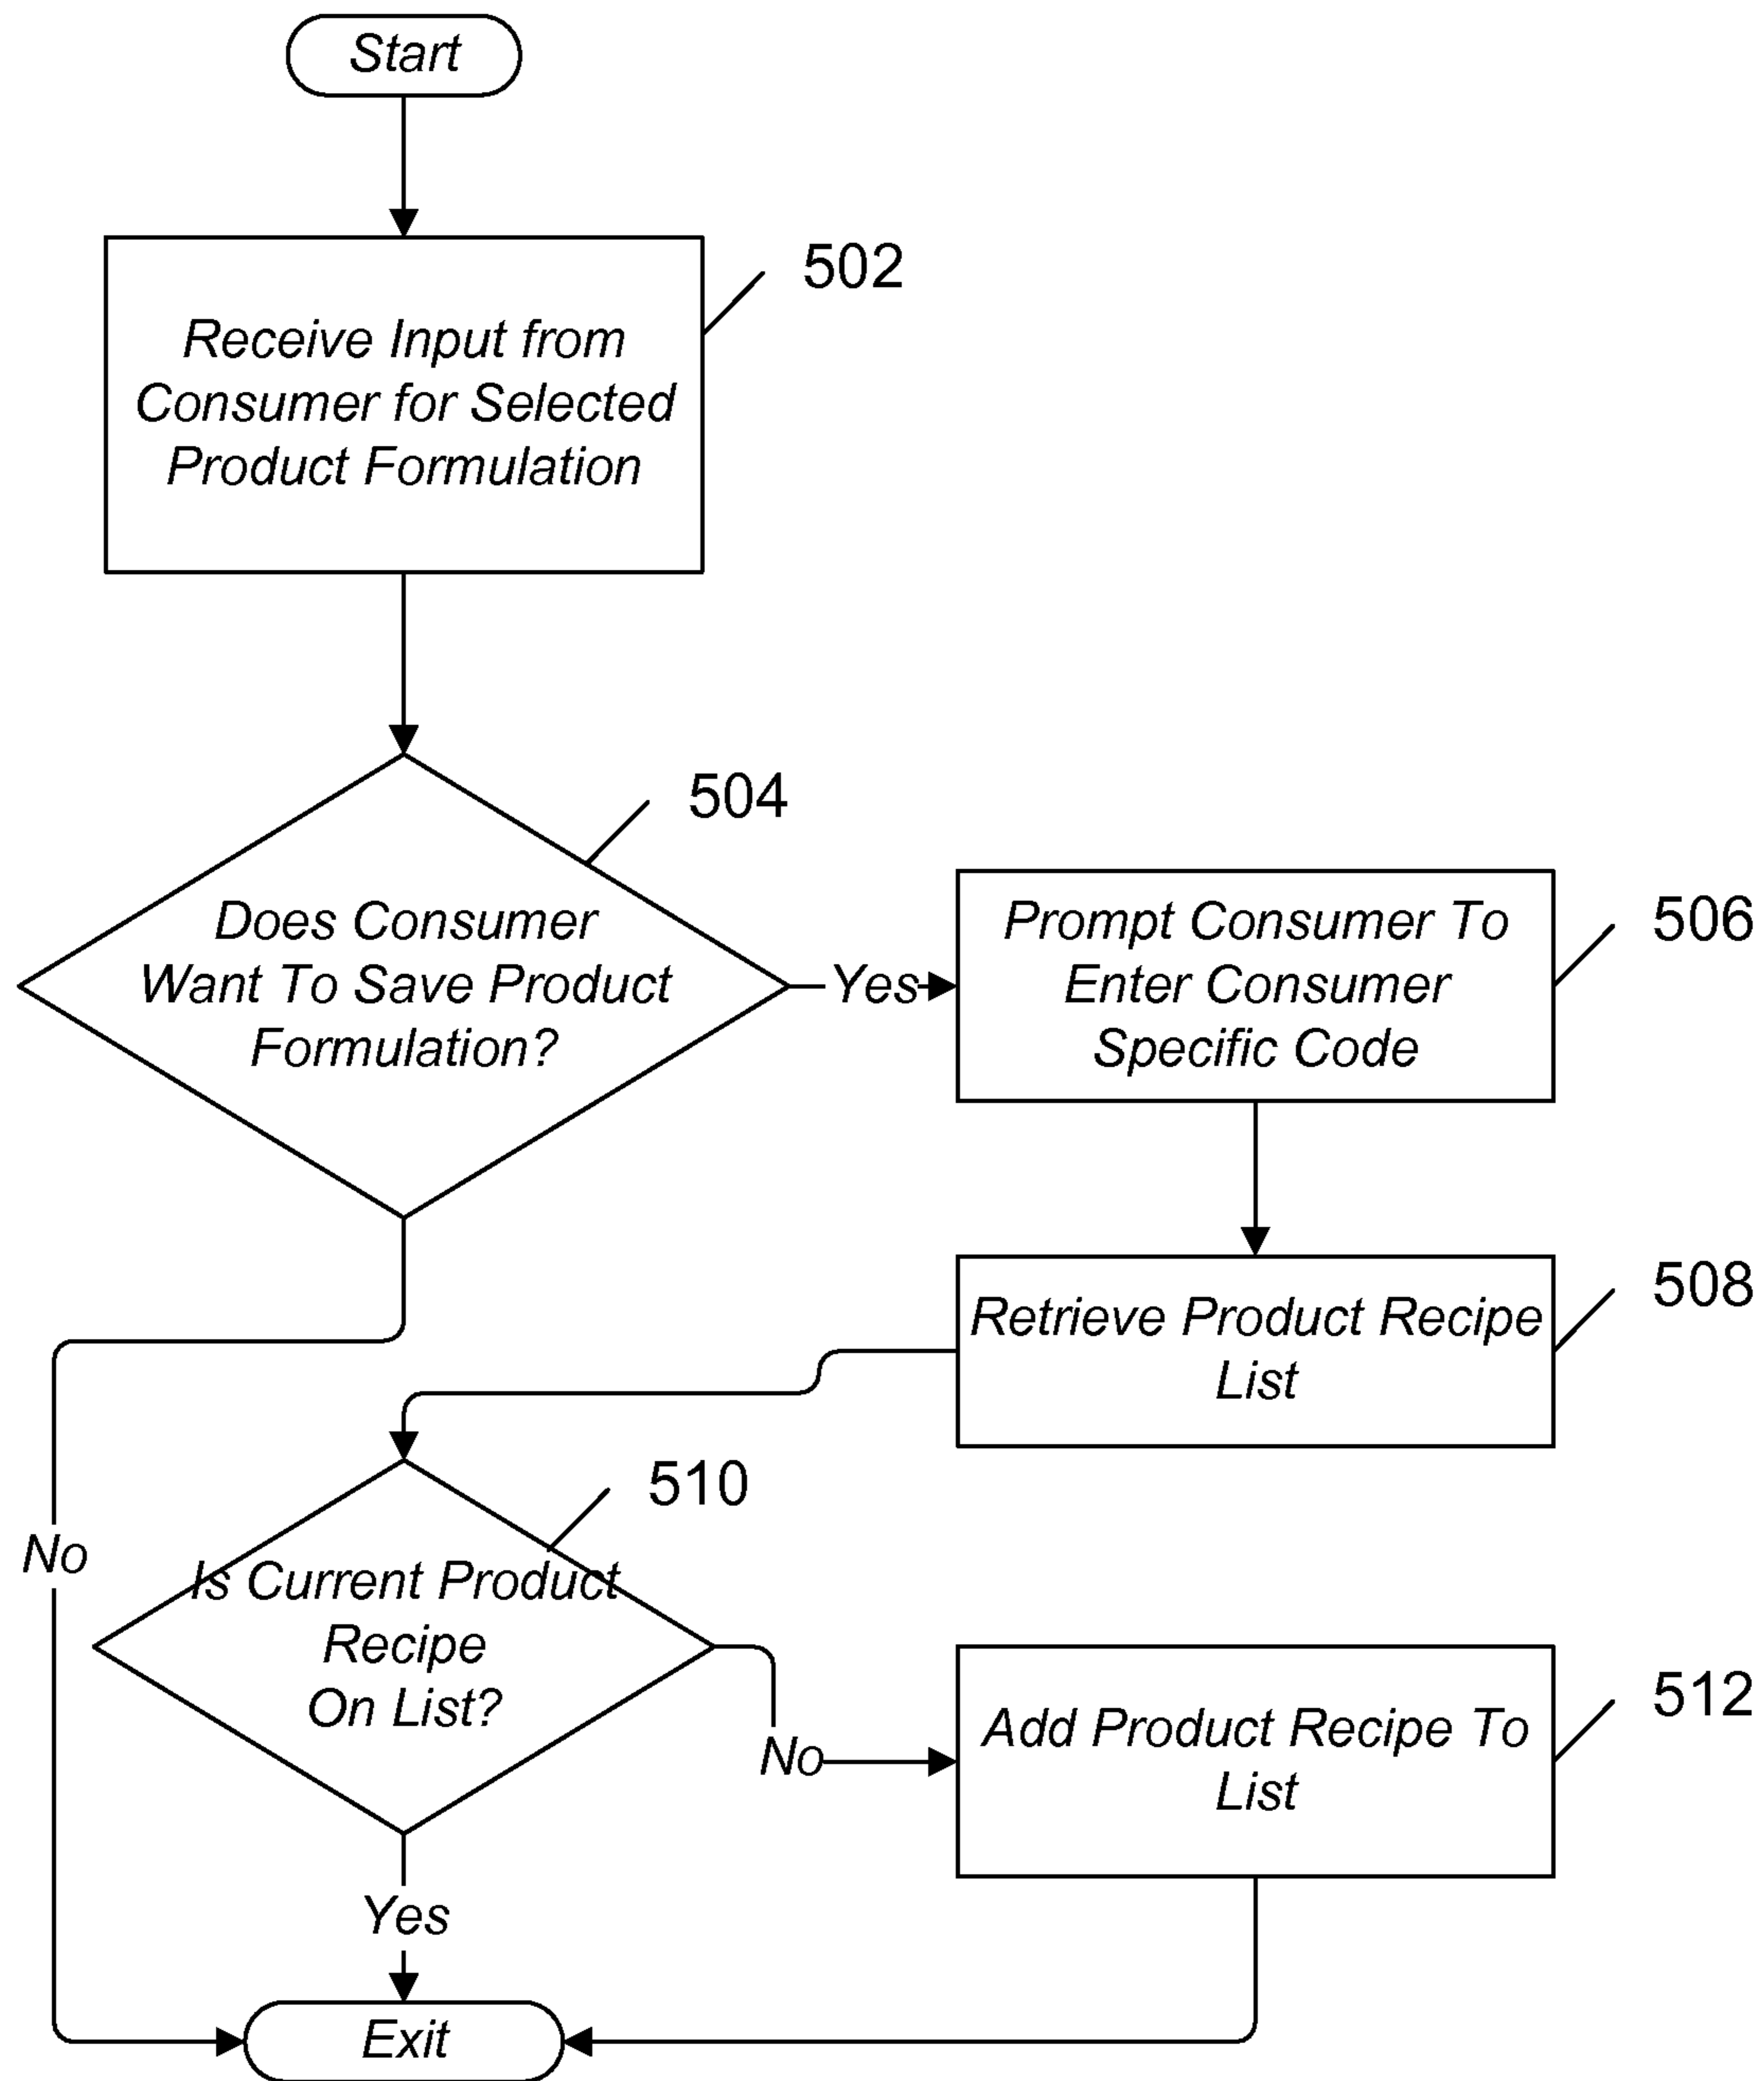 Start
502
Receive Input from
Consumer for Selected
Product Formulation
504
Does Consumer
Want To Save Product
Formulation?
Yes
506
Prompt Consumer To
Enter Consumer
Specific Code
508
Retrieve Product Recipe
List
No
510
Is Current Product
Recipe
On List?
No
512
Add Product Recipe To
List
Yes
Exit